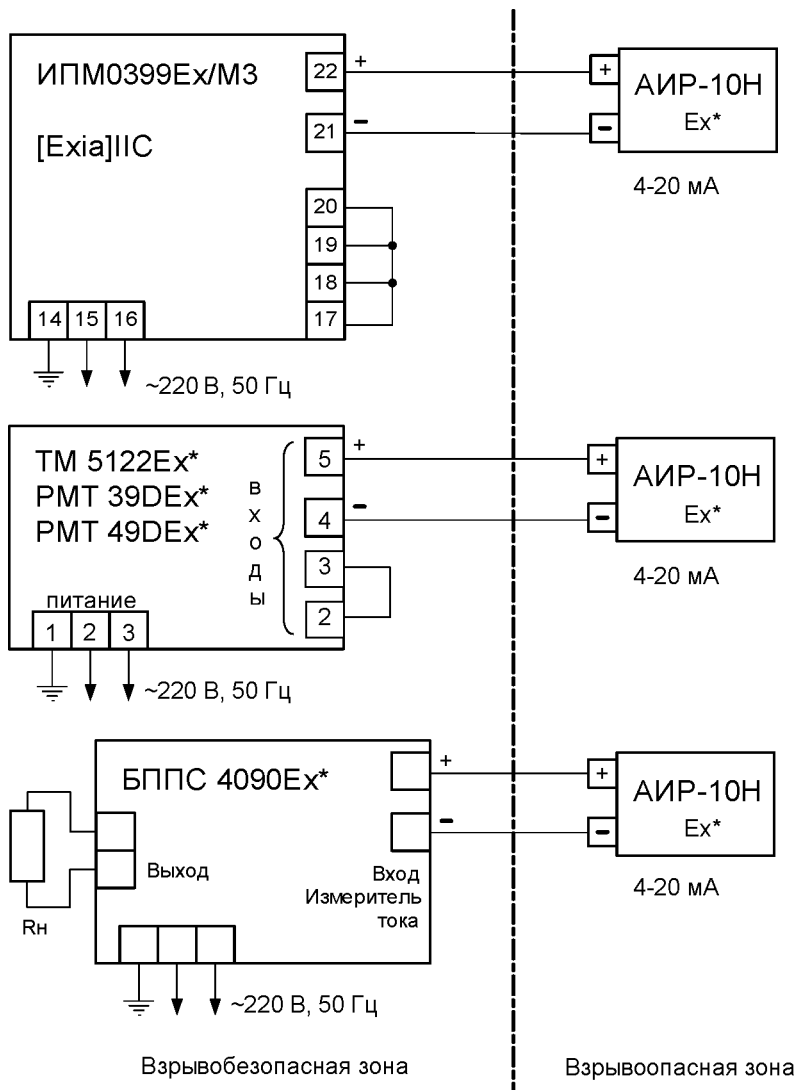 ИПМ0399Ex/М3
[Exia]IIC
22
+
21
-
20
19
18
17
14 15 16
~220 В, 50 Гц
+
-
АИР-10Н
Ex*
4-20 мА
ТМ 5122Ex*
РМТ 39DEx*
РМТ 49DEx*
входы
5
+
4
-
3
2
питание
1 2 3
~220 В, 50 Гц
+
-
АИР-10Н
Ex*
4-20 мА
БППС 4090Ex*
+
-
Выход
Вход
Измеритель
тока
Rн
~220 В, 50 Гц
+
-
АИР-10Н
Ex*
4-20 мА
Взрывобезопасная зона
Взрывоопасная зона